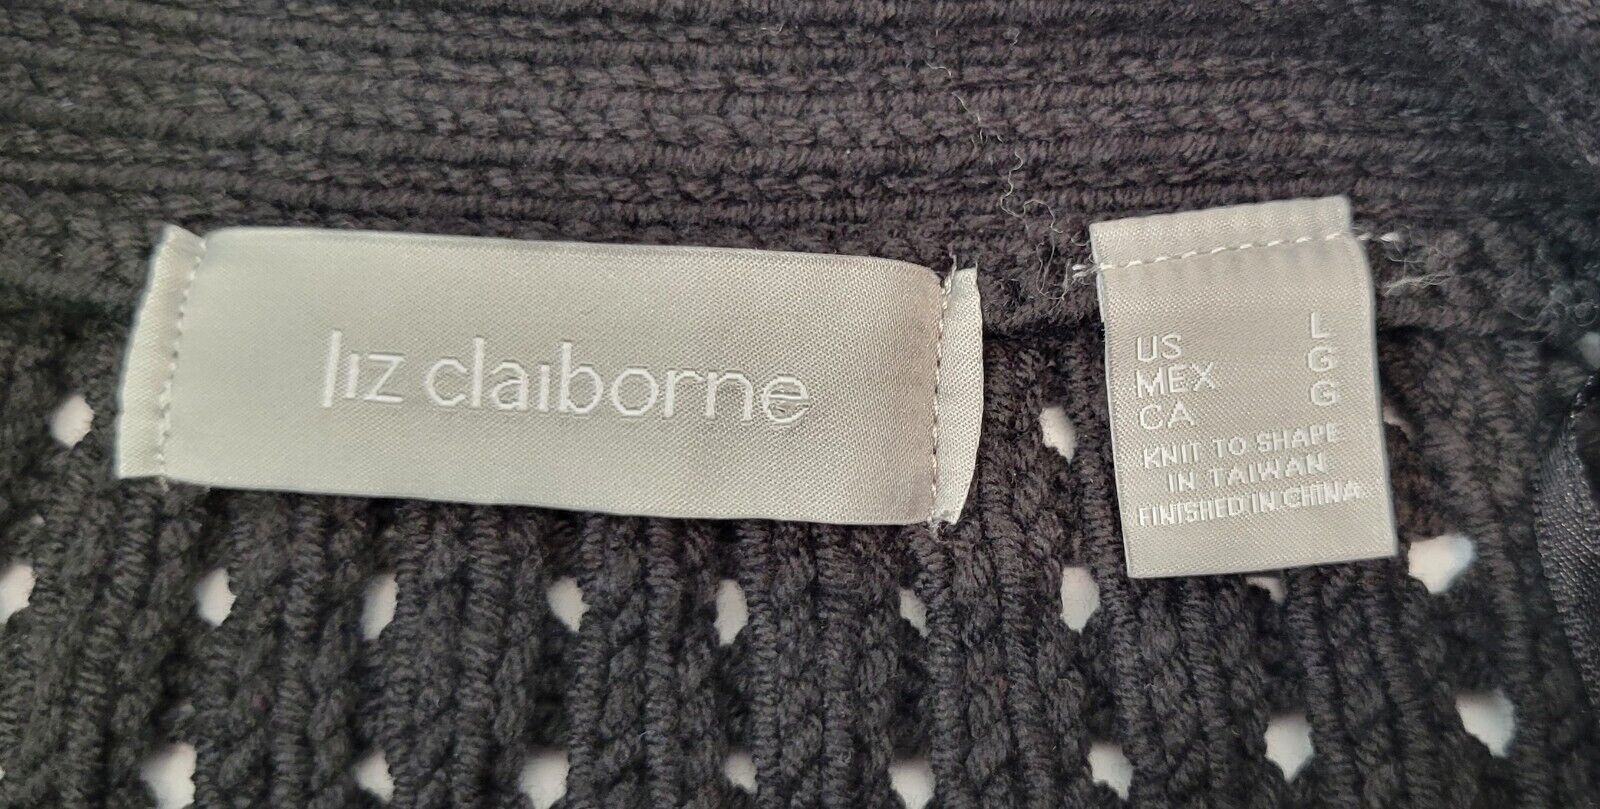 liz claiborne
US L
MEX G
CA G
KNIT TO SHAPE
IN TAIWAN
FINISHED IN CHINA